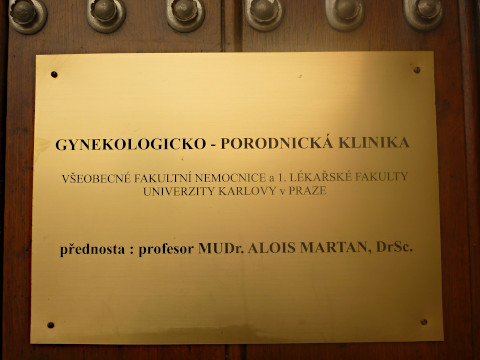 GYNEKOLOGICKO - PORODNICKÁ KLINIKA
VŠEOBECNÉ FAKULTNÍ NEMOCNICE a 1. LÉKAŘSKÉ FAKULTY
UNIVERZITY KARLOVY v PRAZE
přednosta : profesor MUDr. ALOIS MARTAN, DrSc.